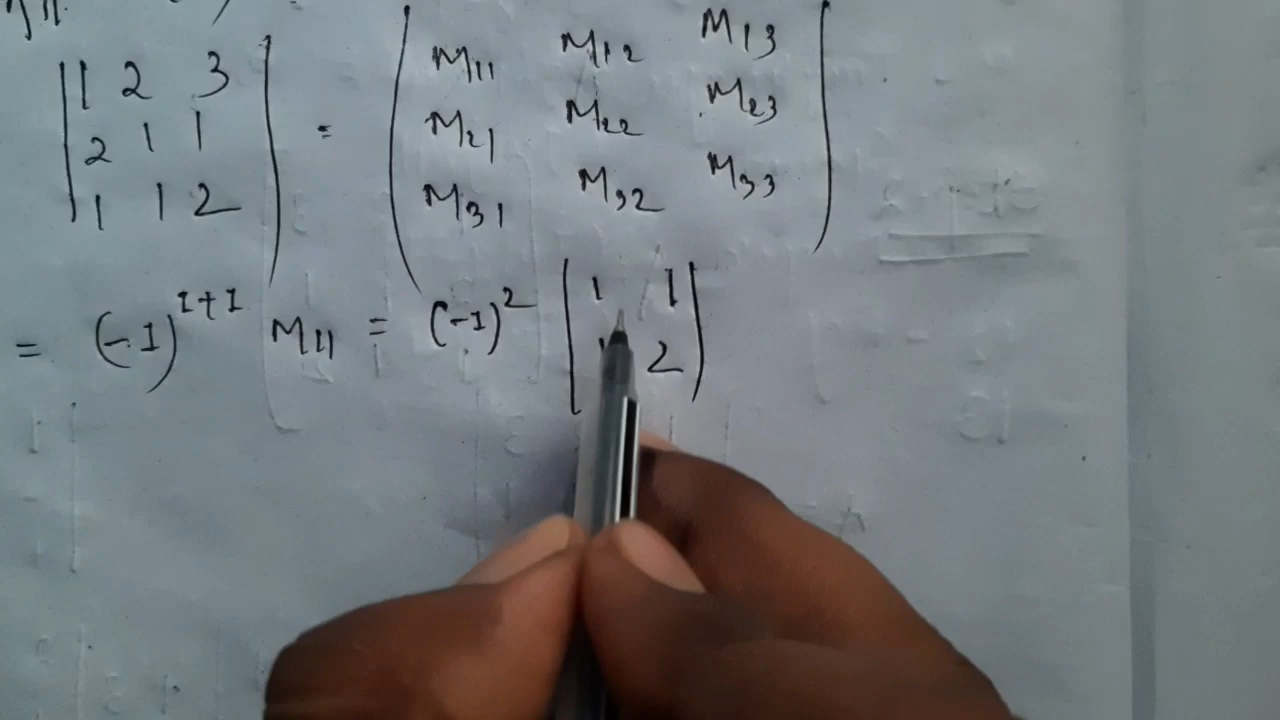 | 1 2 3 | = ( M11 M12 M13 )
2 1 1 M21 M22 M23
1 1 2 M31 M32 M33
= (-1)^1+1 M11 = (-1)^2 | 1 1 |
1 2